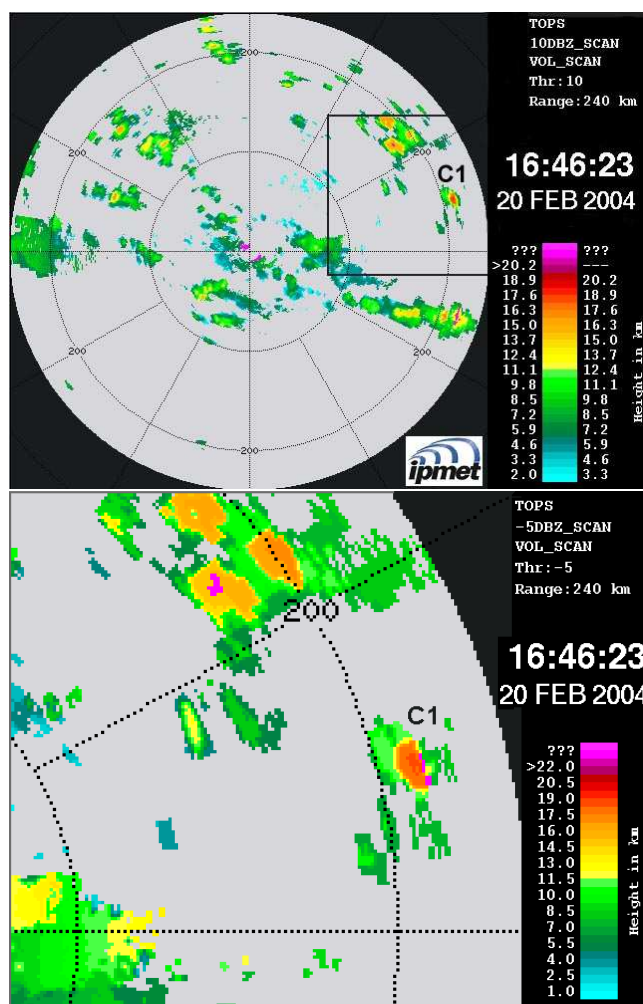 TOPS
10DBZ_SCAN
VOL_SCAN
Thr:10
Range:240 km
16:46:23
20 FEB 2004
C1
200
200
200
200
200
200
??? ???
>20.2 ---
18.9 20.2
17.6 18.9
16.3 17.6
15.0 16.3
13.7 15.0
12.4 13.7
11.1 12.4
9.8 11.1
8.5 9.8
7.2 8.5
5.9 7.2
4.6 5.9
3.3 4.6
2.0 3.3
Height in km
ipmet
TOPS
-5DBZ_SCAN
VOL_SCAN
Thr:-5
Range:240 km
200
16:46:23
20 FEB 2004
C1
???
>22.0
20.5
19.0
17.5
16.0
14.5
13.0
11.5
10.0
8.5
7.0
5.5
4.0
2.5
1.0
Height in km